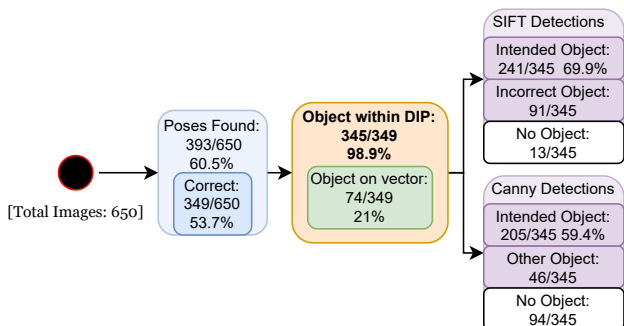 [Total Images: 650]
Poses Found:
393/650
60.5%
Correct:
349/650
53.7%
Object within DIP:
345/349
98.9%
Object on vector:
74/349
21%
SIFT Detections
Intended Object:
241/345  69.9%
Incorrect Object:
91/345
No Object:
13/345
Canny Detections
Intended Object:
205/345 59.4%
Other Object:
46/345
No Object:
94/345